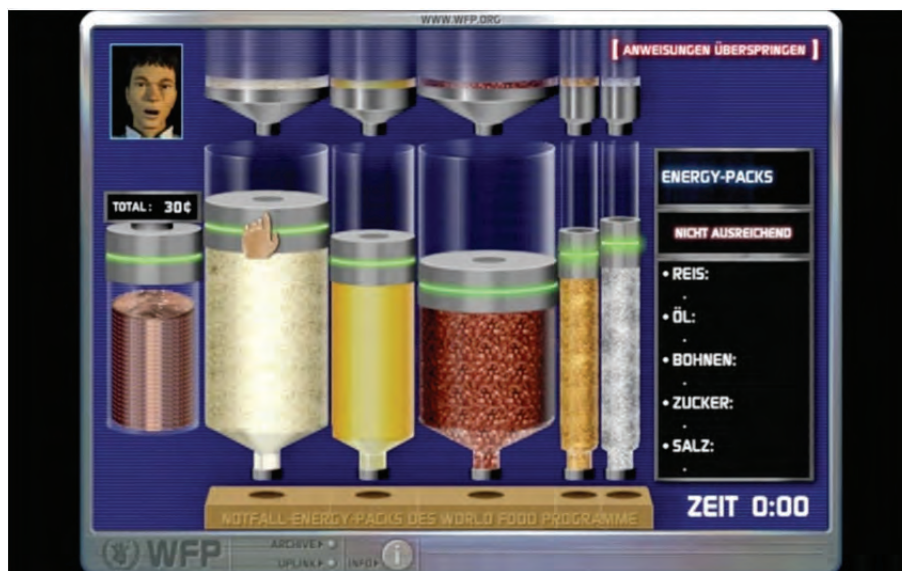 WWW.WFP.ORG
[ ANWEISUNGEN ÜBERSPRINGEN ]
TOTAL: 30¢
ENERGY-PACKS
NICHT AUSREICHEND
• REIS:
• ÖL:
• BOHNEN:
• ZUCKER:
• SALZ:
NOTFALL-ENERGY-PACKS DES WORLD FOOD PROGRAMME
ZEIT 0:00
WFP
ARCHIVE
UPLINK
INFO
i